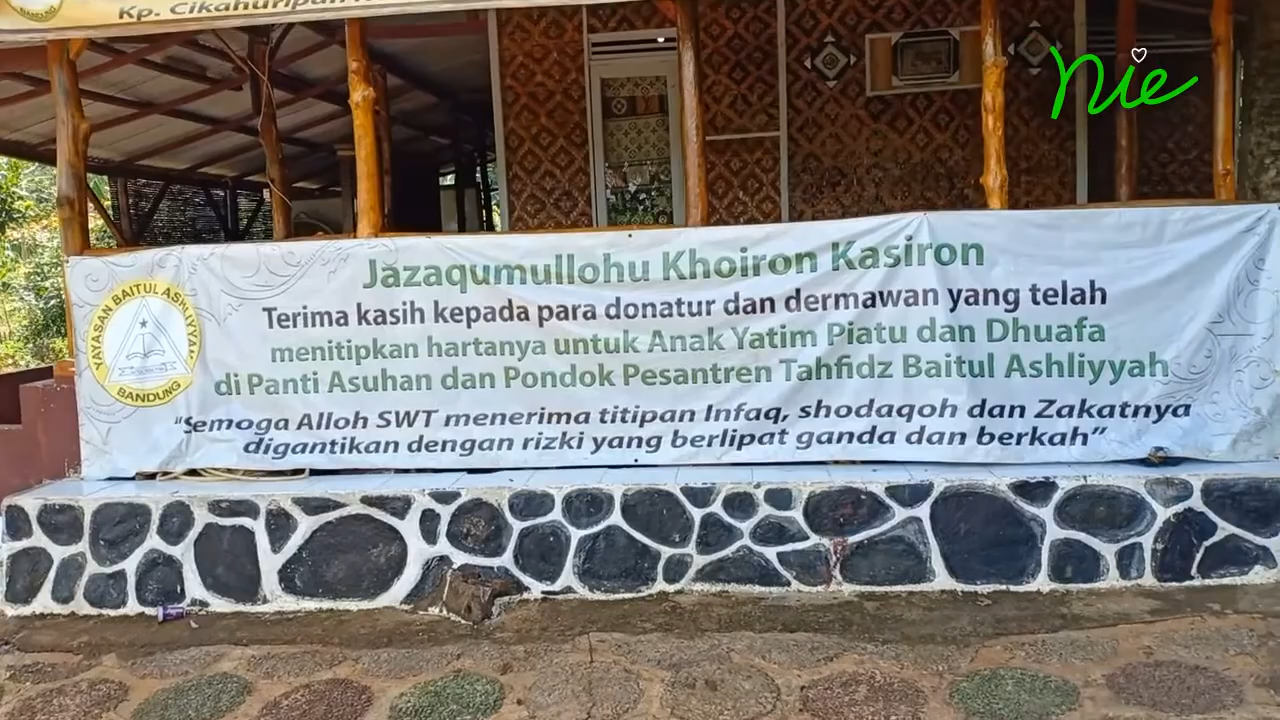 Kp. Cikahuripan
nie
Jazaqumullohu Khoiron Kasiron
Terima kasih kepada para donatur dan dermawan yang telah
menitipkan hartanya untuk Anak Yatim Piatu dan Dhuafa
di Panti Asuhan dan Pondok Pesantren Tahfidz Baitul Ashliyyah
"Semoga Alloh SWT menerima titipan Infaq, shodaqoh dan Zakatnya
digantikan dengan rizki yang berlipat ganda dan berkah"
YAYASAN BAITUL ASHLIYYAH
BANDUNG